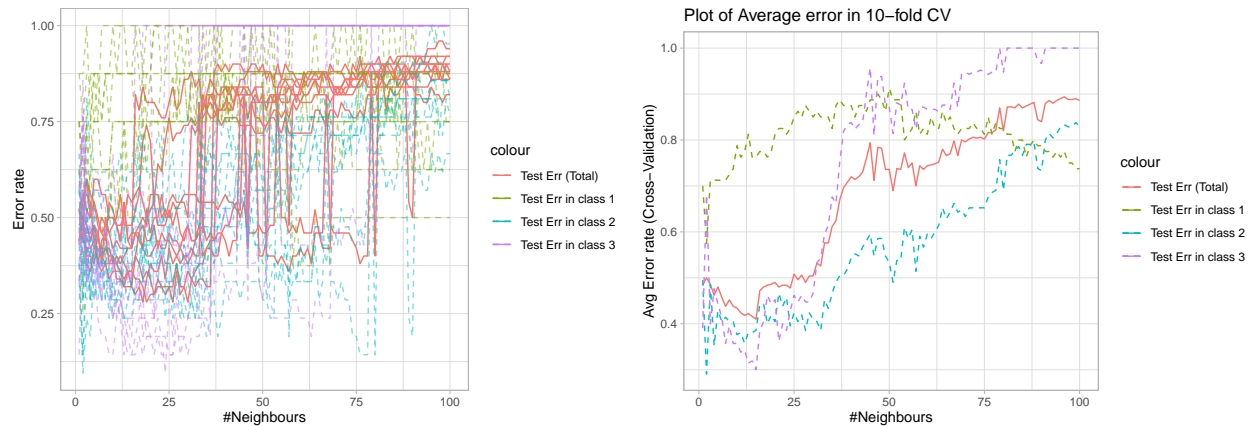 1.00
0.75
0.50
0.25
0
25
50
75
100
Error rate
#Neighbours
colour
Test Err (Total)
Test Err in class 1
Test Err in class 2
Test Err in class 3
Plot of Average error in 10−fold CV
1.0
0.8
0.6
0.4
0
25
50
75
100
Avg Error rate (Cross−Validation)
#Neighbours
colour
Test Err (Total)
Test Err in class 1
Test Err in class 2
Test Err in class 3